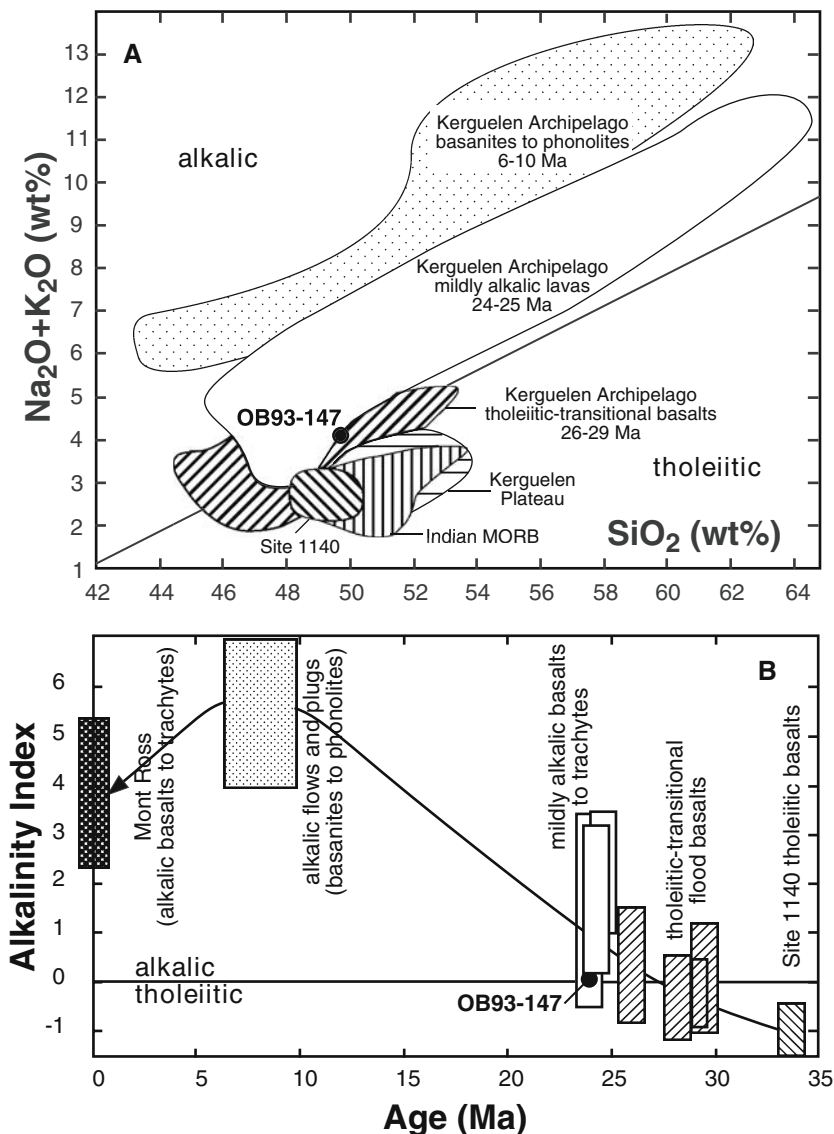 A
13
12
11
10
9
8
7
6
5
4
3
2
1
Na₂O+K₂O (wt%)
alkalic
Kerguelen Archipelago
basanites to phonolites
6-10 Ma
Kerguelen Archipelago
mildly alkalic lavas
24-25 Ma
OB93-147
Kerguelen Archipelago
tholeiitic-transitional basalts
26-29 Ma
tholeiitic
Kerguelen
Plateau
Indian MORB
Site 1140
SiO₂ (wt%)
42 44 46 48 50 52 54 56 58 60 62 64
B
6
5
4
3
2
1
0
-1
Alkalinity Index
Mont Ross
(alkalic basalts to trachytes)
alkalic flows and plugs
(basanites to phonolites)
mildly alkalic basalts
to trachytes
tholeiitic-transitional
flood basalts
Site 1140 tholeiitic basalts
alkalic
tholeiitic
OB93-147
0 5 10 15 20 25 30 35
Age (Ma)